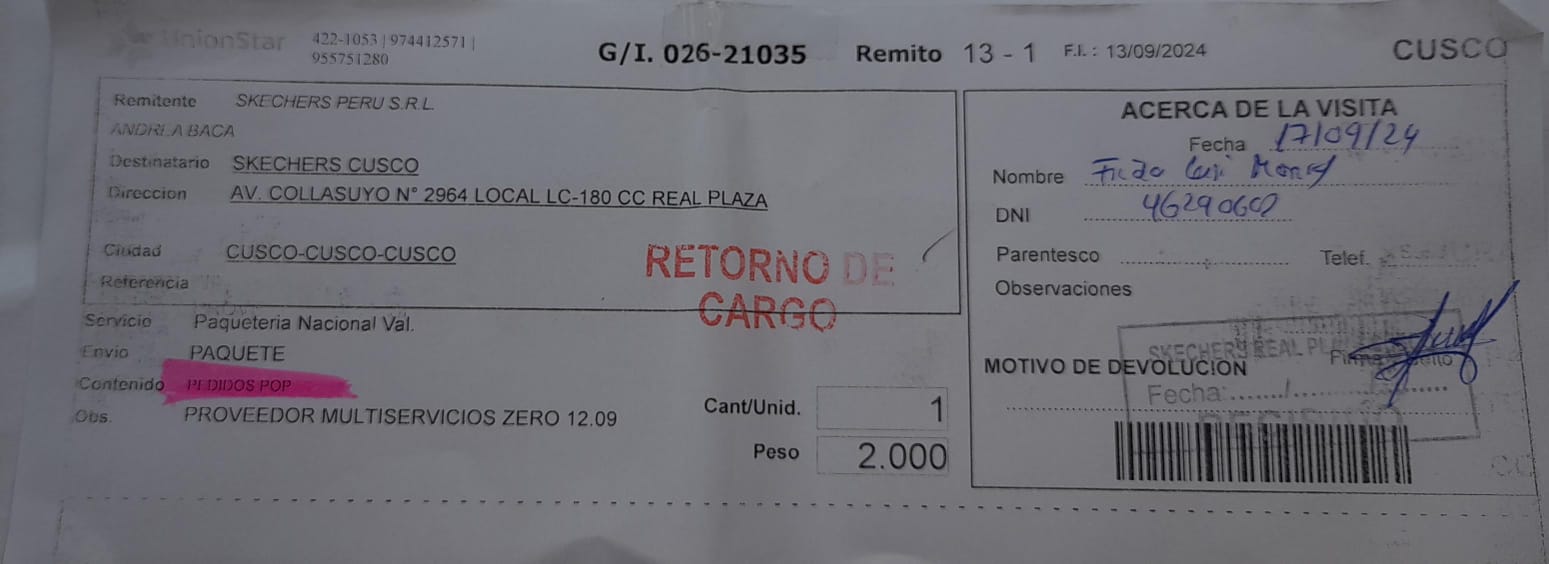 UnionStar
422-1053 | 974412571 |
955751280
G/I. 026-21035 Remito 13 - 1 F.I. : 13/09/2024 CUSCO
Remitente SKECHERS PERU S.R.L.
ANDREA BACA
Destinatario SKECHERS CUSCO
Direccion AV. COLLASUYO N° 2964 LOCAL LC-180 CC REAL PLAZA
Ciudad CUSCO-CUSCO-CUSCO
Referencia
RETORNO DE
CARGO
Servicio Paqueteria Nacional Val.
Envio PAQUETE
Contenido PEDIDOS POP
Obs. PROVEEDOR MULTISERVICIOS ZERO 12.09
Cant/Unid. 1
Peso 2.000
ACERCA DE LA VISITA
Fecha 17/09/24
Nombre
DNI
Parentesco Telef.
Observaciones
SKECHERS REAL
MOTIVO DE DEVOLUCION
Fecha:....../......
RECIBIDO